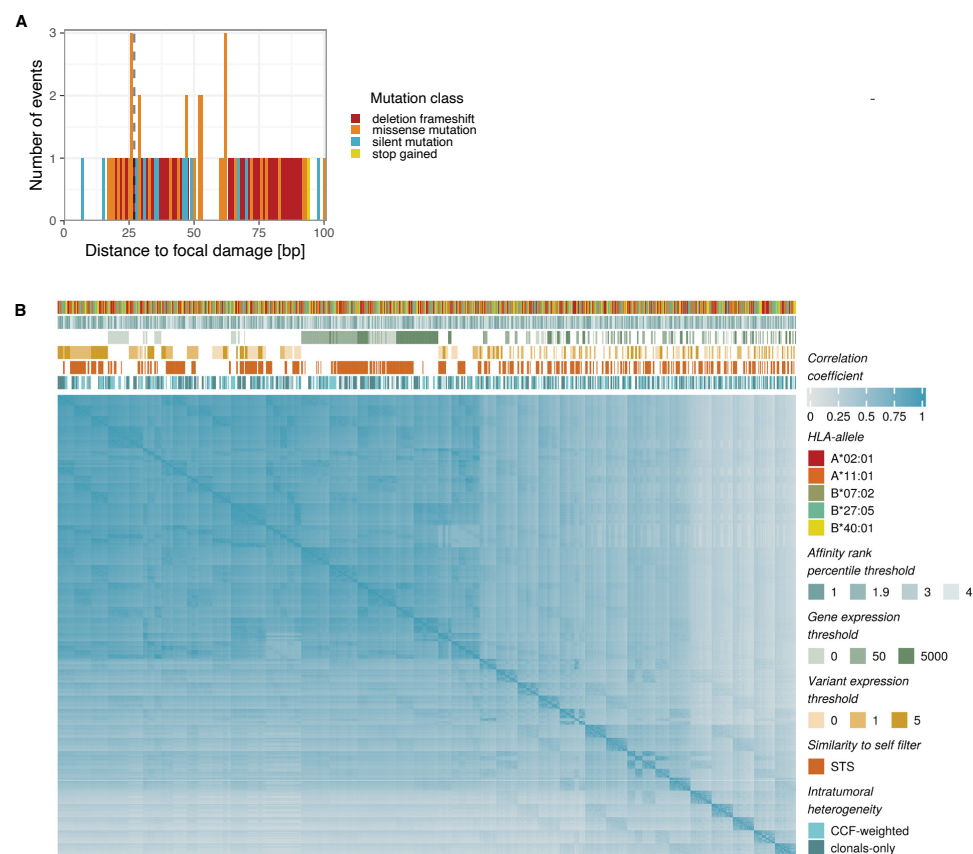 A
Number of events
3
2
1
0
0 25 50 75 100
Distance to focal damage [bp]
Mutation class
deletion frameshift
missense mutation
silent mutation
stop gained
-
B
Correlation
coefficient
0 0.25 0.5 0.75 1
HLA-allele
A*02:01
A*11:01
B*07:02
B*27:05
B*40:01
Affinity rank
percentile threshold
1 1.9 3 4
Gene expression
threshold
0 50 5000
Variant expression
threshold
0 1 5
Similarity to self filter
STS
Intratumoral
heterogeneity
CCF-weighted
clonals-only